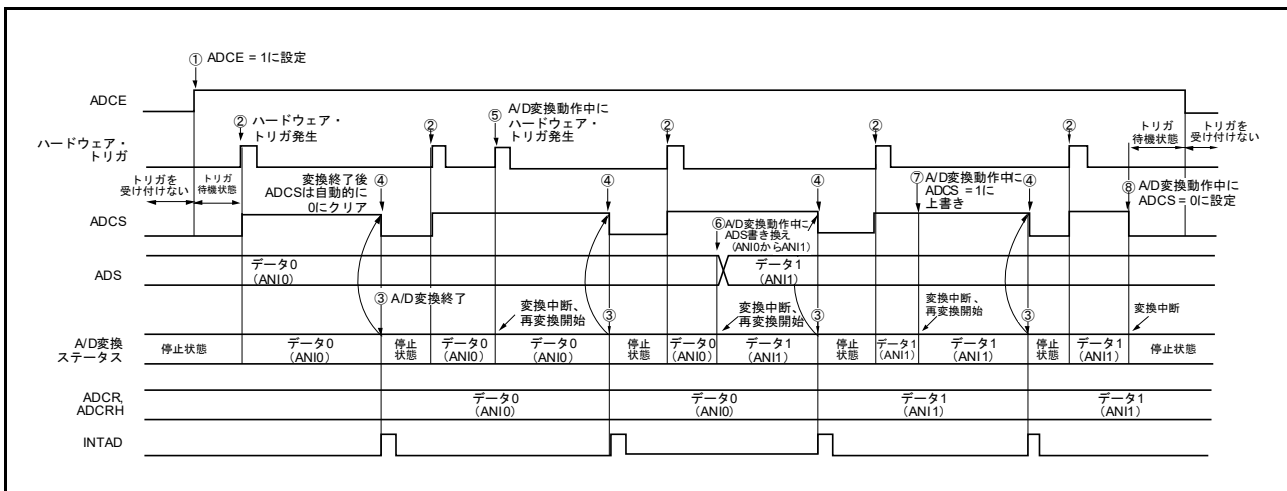 ① ADCE = 1に設定
ADCE
② ハードウェア・
トリガ発生
②
⑤ A/D変換動作中に
ハードウェア・
トリガ発生
②
②
②
トリガ
待機状態
トリガを
受け付けない
ハードウェア・
トリガ
トリガを
受け付けない
トリガ
待機状態
変換終了後
ADCSは自動的に
0にクリア
④
④
④
⑦ A/D変換動作中に
ADCS = 1に
上書き
④
⑧ A/D変換動作中に
ADCS = 0に設定
ADCS
⑥ A/D変換動作中に
ADS書き換え
(ANI0からANI1)
ADS
データ0
(ANI0)
データ1
(ANI1)
③ A/D変換終了
変換中断、
再変換開始
③
変換中断、
再変換開始
③
変換中断、
再変換開始
③
変換中断
A/D変換
ステータス
停止状態
データ0
(ANI0)
停止
状態
データ0
(ANI0)
データ0
(ANI0)
停止
状態
データ0
(ANI0)
データ1
(ANI1)
停止
状態
データ1
(ANI1)
データ1
(ANI1)
停止
状態
データ1
(ANI1)
停止状態
ADCR,
ADCRH
データ0
(ANI0)
データ0
(ANI0)
データ1
(ANI1)
データ1
(ANI1)
INTAD